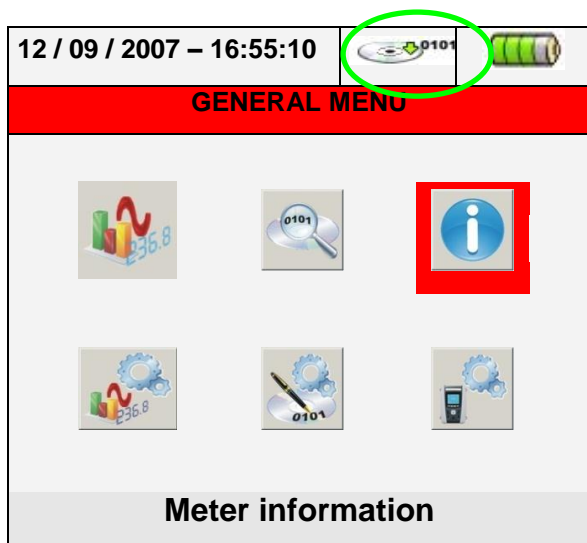 12 / 09 / 2007 – 16:55:10
0101
GENERAL MENU
236.8
0101
236.8
0101
Meter information